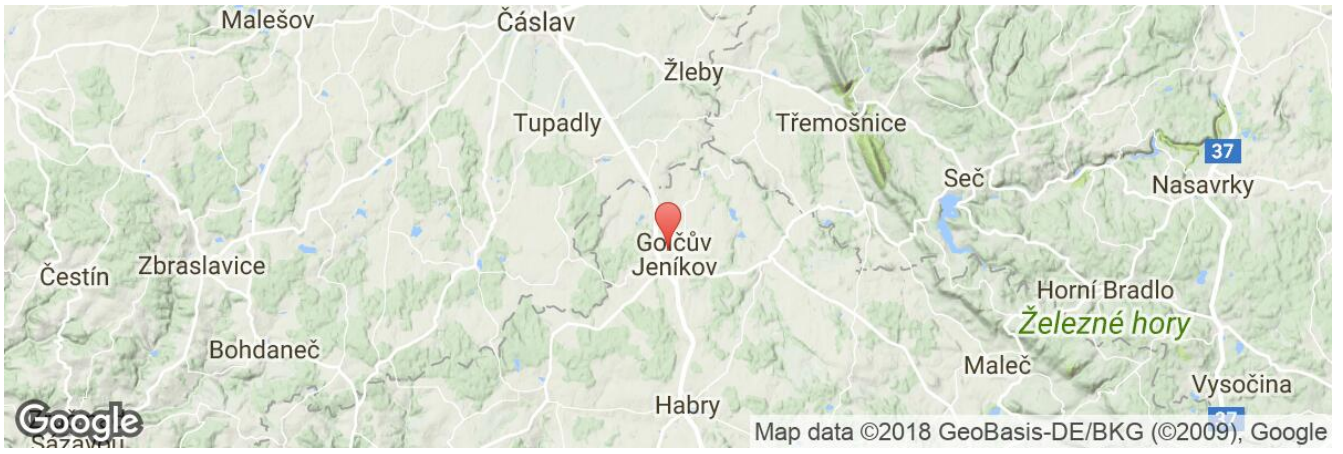 Malešov
Čáslav
Žleby
Tupadly
Třemošnice
37
Seč
Nasavrky
Golčův
Jeníkov
Zbraslavice
Čestín
Horní Bradlo
Železné hory
Bohdaneč
Maleč
Vysočina
Habry
37
Google
Sázavou
Map data ©2018 GeoBasis-DE/BKG (©2009), Google